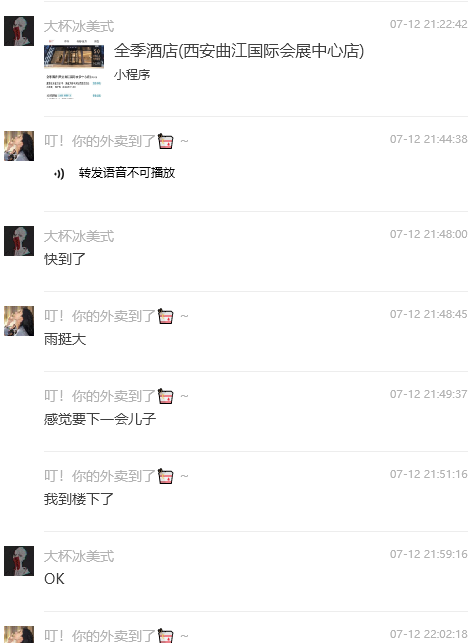 大杯冰美式
07-12 21:22:42
全季酒店(西安曲江国际会展中心店)
小程序
叮！你的外卖到了 ~
07-12 21:44:38
转发语音不可播放
大杯冰美式
07-12 21:48:00
快到了
叮！你的外卖到了 ~
07-12 21:48:45
雨挺大
叮！你的外卖到了 ~
07-12 21:49:37
感觉要下一会儿子
叮！你的外卖到了 ~
07-12 21:51:16
我到楼下了
大杯冰美式
07-12 21:59:16
OK
叮！你的外卖到了 ~
07-12 22:02:18